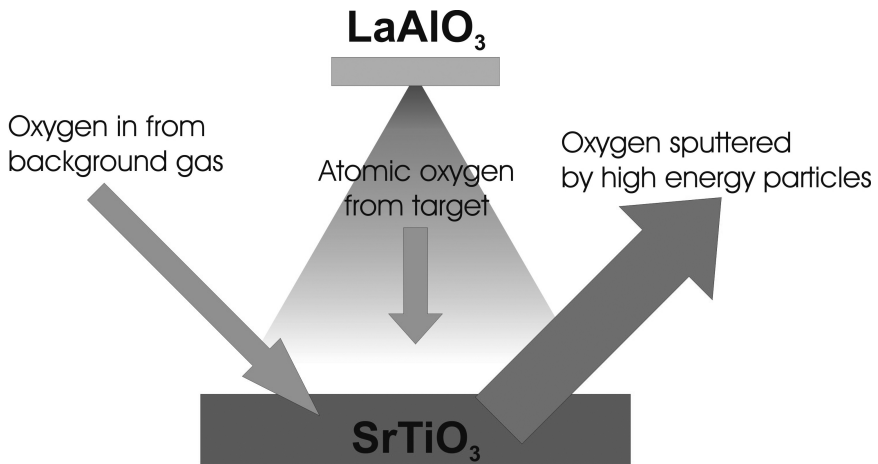 LaAlO₃
Oxygen in from
background gas
Atomic oxygen
from target
Oxygen sputtered
by high energy particles
SrTiO₃